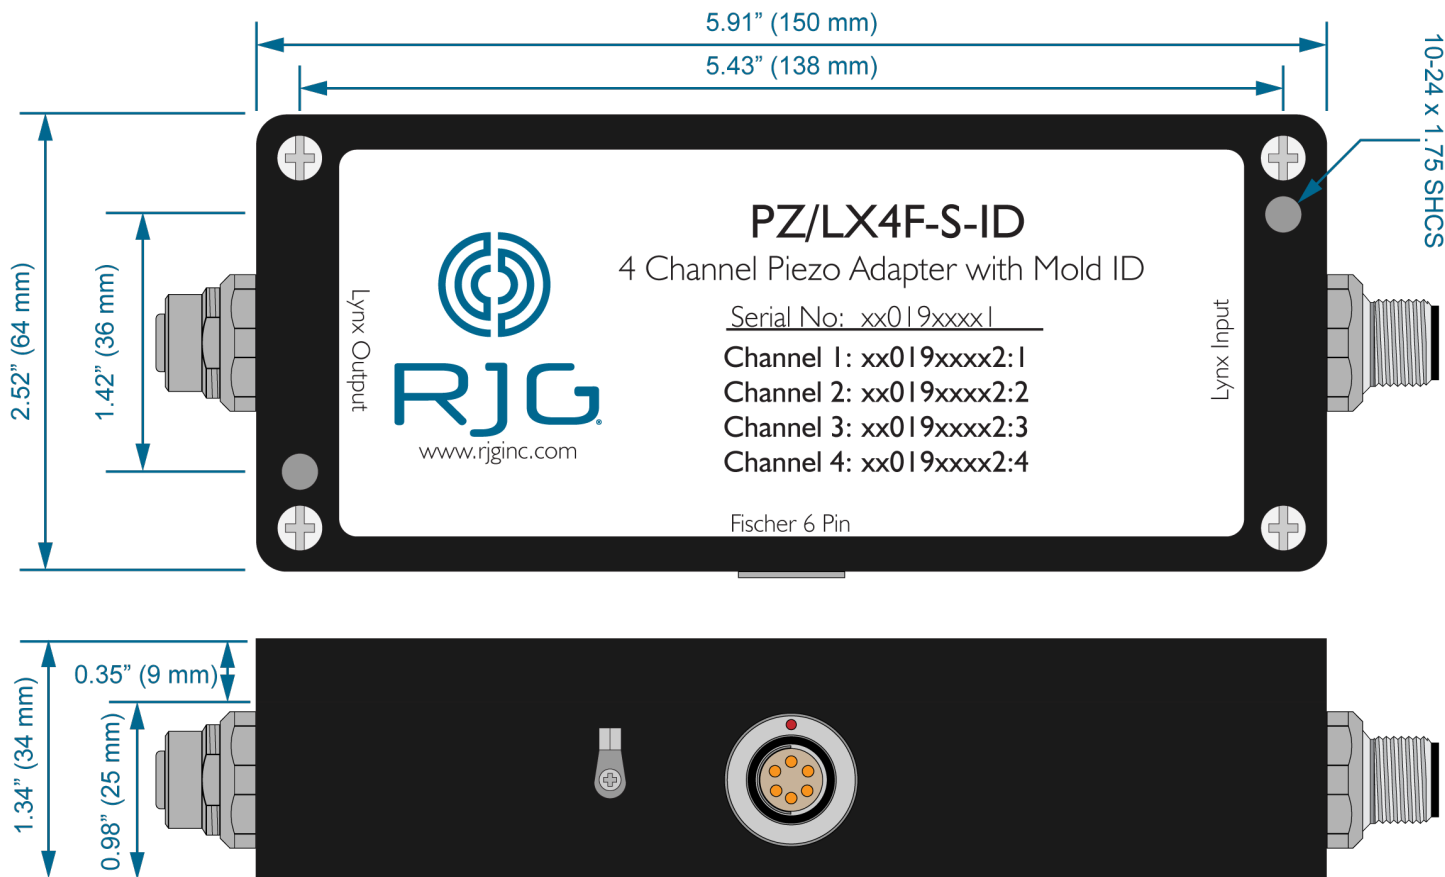 5.91” (150 mm)
5.43” (138 mm)
10-24 x 1.75 SHCS
2.52” (64 mm)
1.42” (36 mm)
Lynx Output
RJG®
www.rjginc.com
PZ/LX4F-S-ID
4 Channel Piezo Adapter with Mold ID
Serial No: xx019xxxx1
Channel 1: xx019xxxx2:1
Channel 2: xx019xxxx2:2
Channel 3: xx019xxxx2:3
Channel 4: xx019xxxx2:4
Fischer 6 Pin
Lynx Input
0.35” (9 mm)
1.34” (34 mm)
0.98” (25 mm)